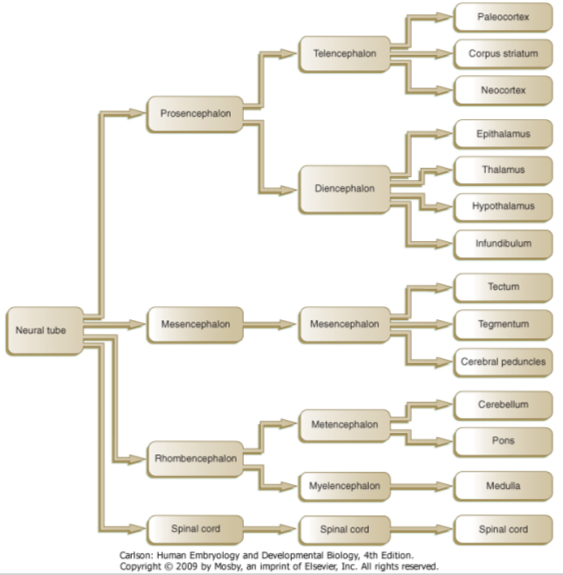 Paleocortex
Telencephalon
Corpus striatum
Neocortex
Prosencephalon
Epithalamus
Thalamus
Diencephalon
Hypothalamus
Infundibulum
Tectum
Neural tube
Mesencephalon
Mesencephalon
Tegmentum
Cerebral peduncles
Cerebellum
Metencephalon
Pons
Rhombencephalon
Myelencephalon
Medulla
Spinal cord
Spinal cord
Spinal cord
Carlson: Human Embryology and Developmental Biology, 4th Edition.
Copyright © 2009 by Mosby, an imprint of Elsevier, Inc. All rights reserved.